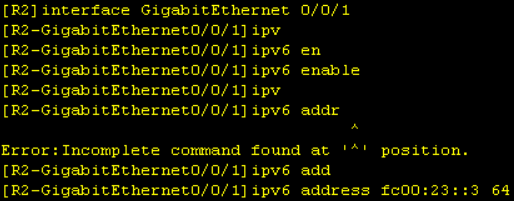 [R2]interface GigabitEthernet 0/0/1
[R2-GigabitEthernet0/0/1]ipv
[R2-GigabitEthernet0/0/1]ipv6 en
[R2-GigabitEthernet0/0/1]ipv6 enable
[R2-GigabitEthernet0/0/1]ipv
[R2-GigabitEthernet0/0/1]ipv6 addr
^
Error:Incomplete command found at '^' position.
[R2-GigabitEthernet0/0/1]ipv6 add
[R2-GigabitEthernet0/0/1]ipv6 address fc00:23::3 64